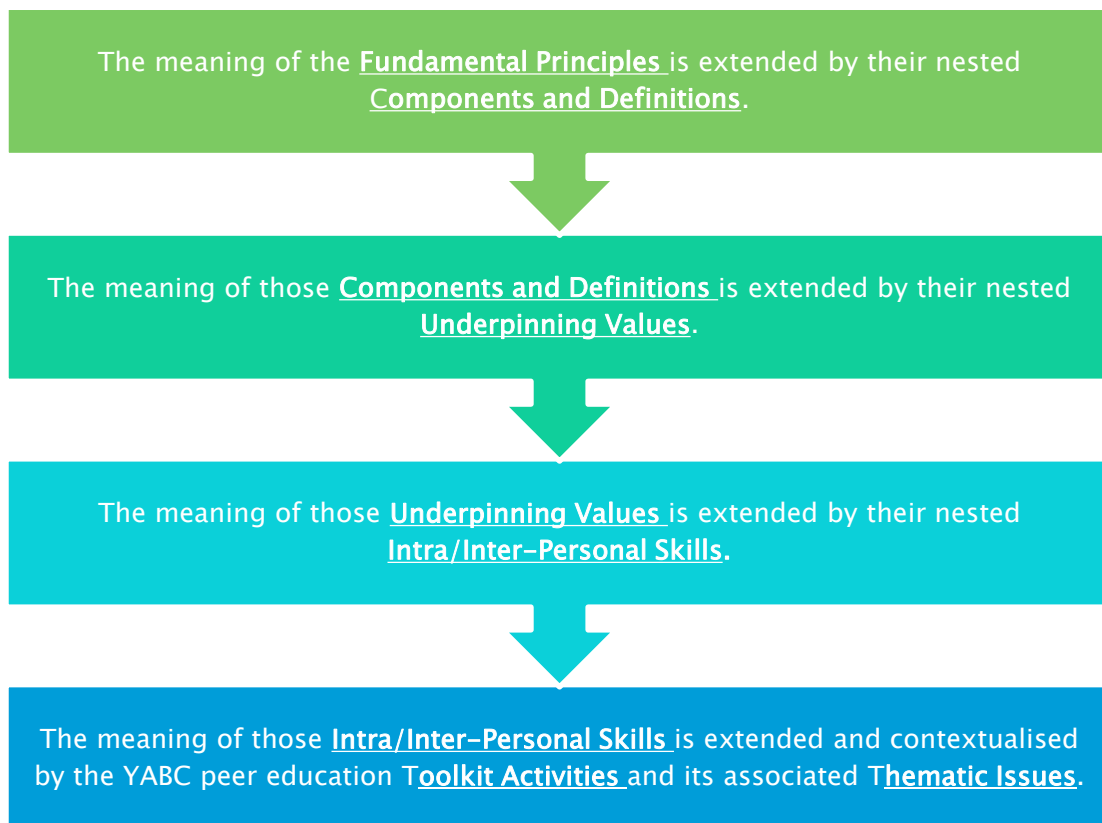 The meaning of the Fundamental Principles is extended by their nested
Components and Definitions.
The meaning of those Components and Definitions is extended by their nested
Underpinning Values.
The meaning of those Underpinning Values is extended by their nested
Intra/Inter-Personal Skills.
The meaning of those Intra/Inter-Personal Skills is extended and contextualised
by the YABC peer education Toolkit Activities and its associated Thematic Issues.